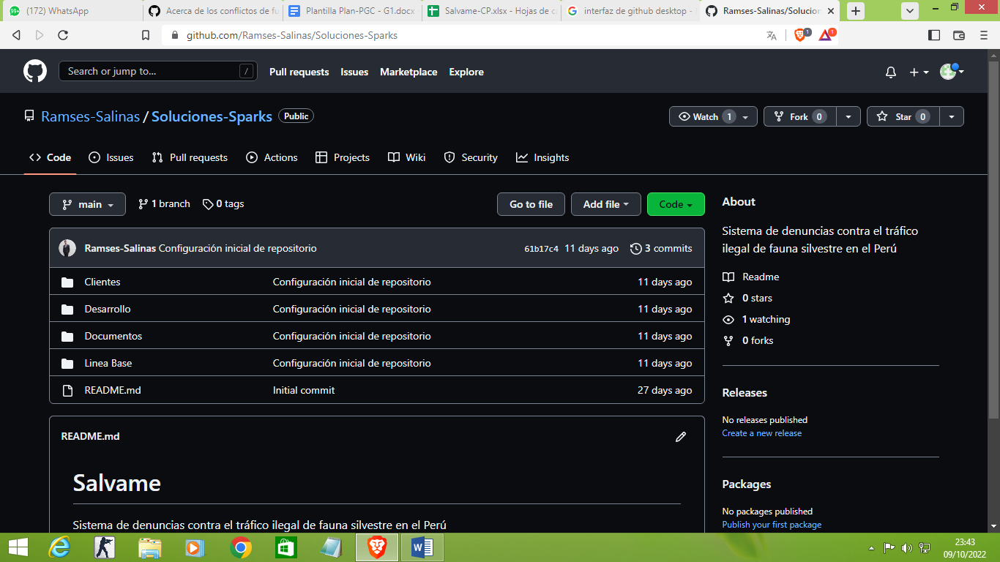 (172) WhatsApp
Acerca de los conflictos de fu
Plantilla Plan-PGC - G1.docx
Salvame-CP.xlsx - Hojas de c
interfaz de github desktop -
Ramses-Salinas/Solucion
github.com/Ramses-Salinas/Soluciones-Sparks
1
1
Search or jump to...
/
Pull requests
Issues
Marketplace
Explore
Ramses-Salinas / Soluciones-Sparks
Public
Watch 1
Fork 0
Star 0
Code
Issues
Pull requests
Actions
Projects
Wiki
Security
Insights
main
1 branch
0 tags
Go to file
Add file
Code
Ramses-Salinas Configuración inicial de repositorio 61b17c4 11 days ago 3 commits
Clientes Configuración inicial de repositorio 11 days ago
Desarrollo Configuración inicial de repositorio 11 days ago
Documentos Configuración inicial de repositorio 11 days ago
Linea Base Configuración inicial de repositorio 11 days ago
README.md Initial commit 27 days ago
README.md
Salvame
Sistema de denuncias contra el tráfico ilegal de fauna silvestre en el Perú
About
Sistema de denuncias contra el tráfico
ilegal de fauna silvestre en el Perú
Readme
0 stars
1 watching
0 forks
Releases
No releases published
Create a new release
Packages
No packages published
Publish your first package
23:43
09/10/2022